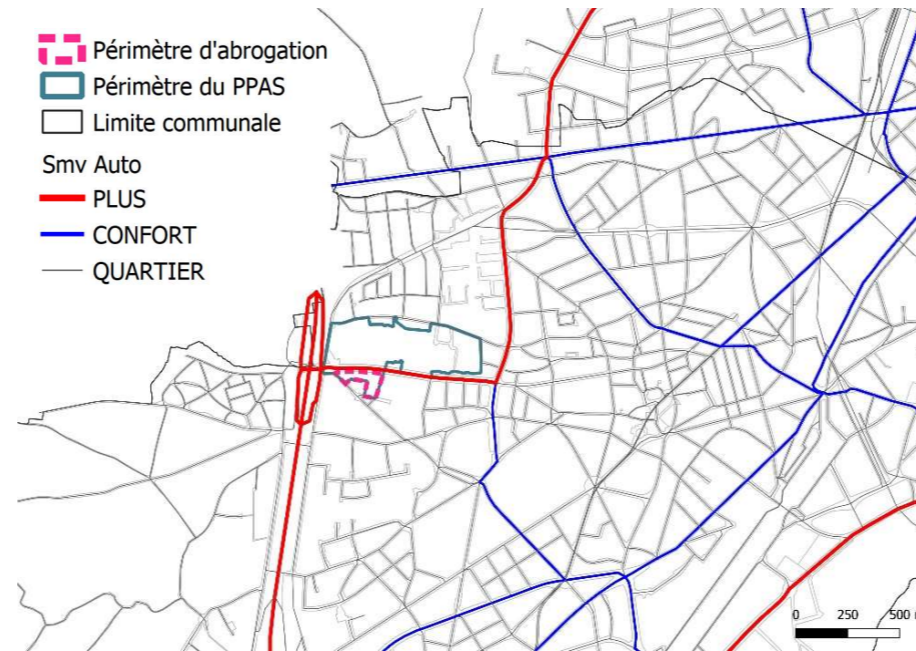 Périmètre d'abrogation
Périmètre du PPAS
Limite communale
Smv Auto
PLUS
CONFORT
QUARTIER
0 250 500 m